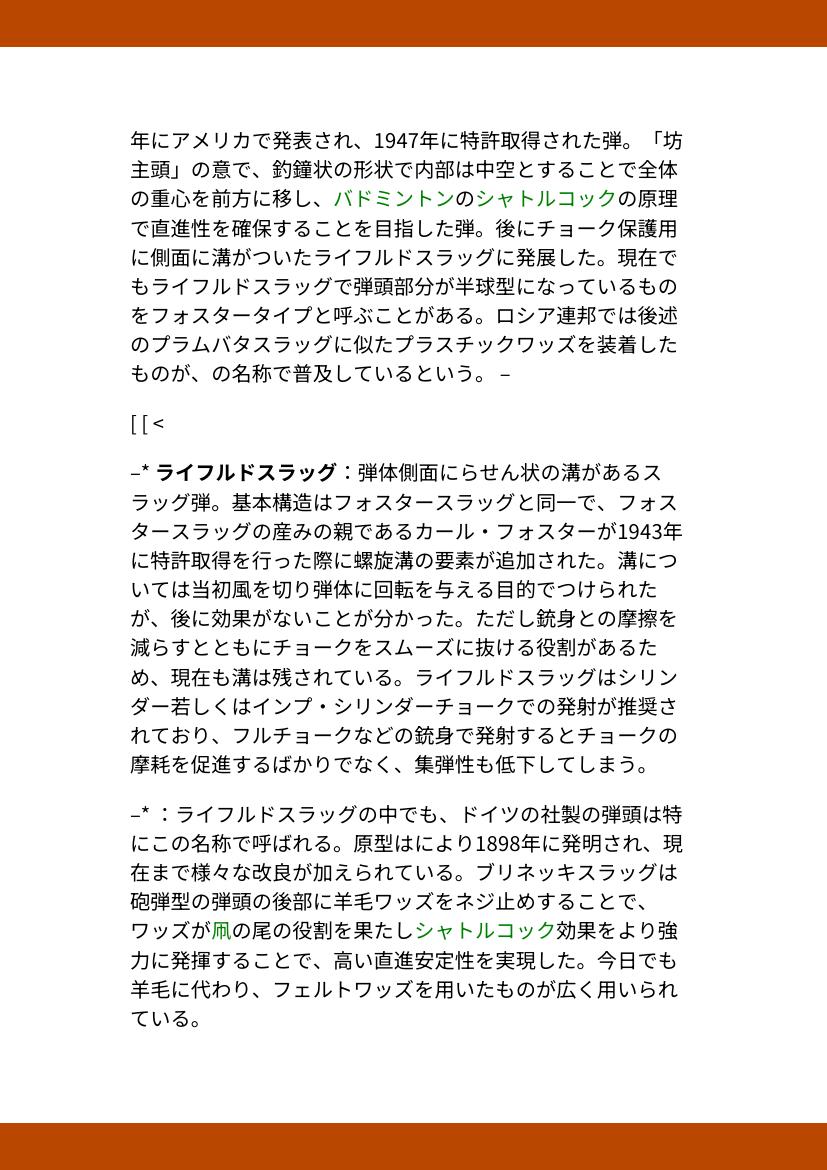 年にアメリカで発表され、1947年に特許取得された弾。「坊
主頭」の意で、釣鐘状の形状で内部は中空とすることで全体
の重心を前方に移し、バドミントンのシャトルコックの原理
で直進性を確保することを目指した弾。後にチョーク保護用
に側面に溝がついたライフルドスラッグに発展した。現在で
もライフルドスラッグで弾頭部分が半球型になっているもの
をフォスタータイプと呼ぶことがある。ロシア連邦では後述
のプラムバタスラッグに似たプラスチックワッズを装着した
ものが、の名称で普及しているという。 –
[ [ <
–* ライフルドスラッグ：弾体側面にらせん状の溝があるス
ラッグ弾。基本構造はフォスタースラッグと同一で、フォス
タースラッグの産みの親であるカール・フォスターが1943年
に特許取得を行った際に螺旋溝の要素が追加された。溝につ
いては当初風を切り弾体に回転を与える目的でつけられた
が、後に効果がないことが分かった。ただし銃身との摩擦を
減らすとともにチョークをスムーズに抜ける役割があるた
め、現在も溝は残されている。ライフルドスラッグはシリン
ダー若しくはインプ・シリンダーチョークでの発射が推奨さ
れており、フルチョークなどの銃身で発射するとチョークの
摩耗を促進するばかりでなく、集弾性も低下してしまう。
–* ：ライフルドスラッグの中でも、ドイツの社製の弾頭は特
にこの名称で呼ばれる。原型はにより1898年に発明され、現
在まで様々な改良が加えられている。ブリネッキスラッグは
砲弾型の弾頭の後部に羊毛ワッズをネジ止めすることで、
ワッズが凧の尾の役割を果たしシャトルコック効果をより強
力に発揮することで、高い直進安定性を実現した。今日でも
羊毛に代わり、フェルトワッズを用いたものが広く用いられ
ている。